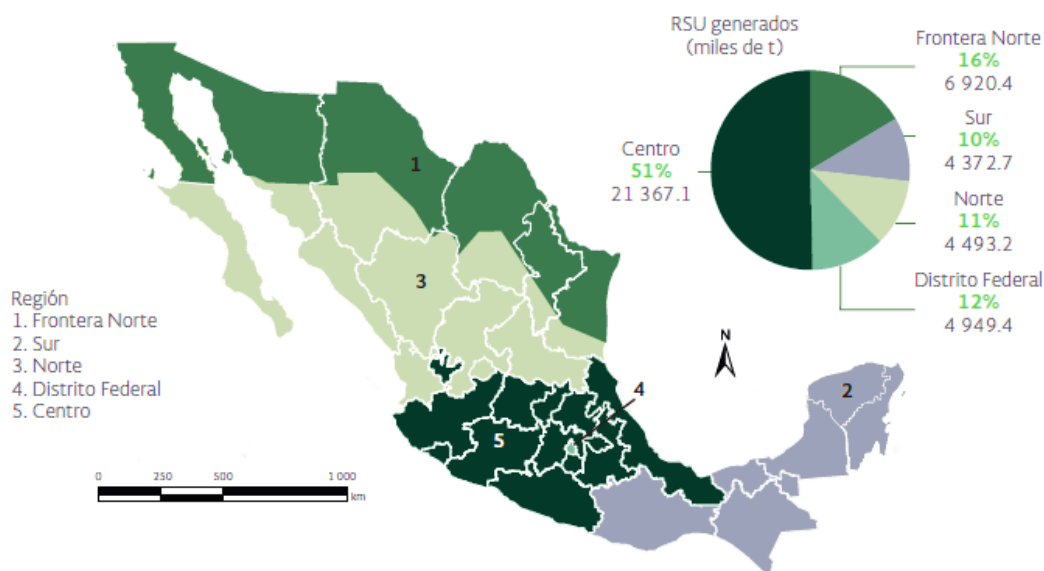 RSU generados
(miles de t)
Frontera Norte
16%
6 920.4
Sur
10%
4 372.7
Norte
11%
4 493.2
Distrito Federal
12%
4 949.4
Centro
51%
21 367.1
1
3
2
4
5
N
Región
1. Frontera Norte
2. Sur
3. Norte
4. Distrito Federal
5. Centro
0 250 500 1 000
km